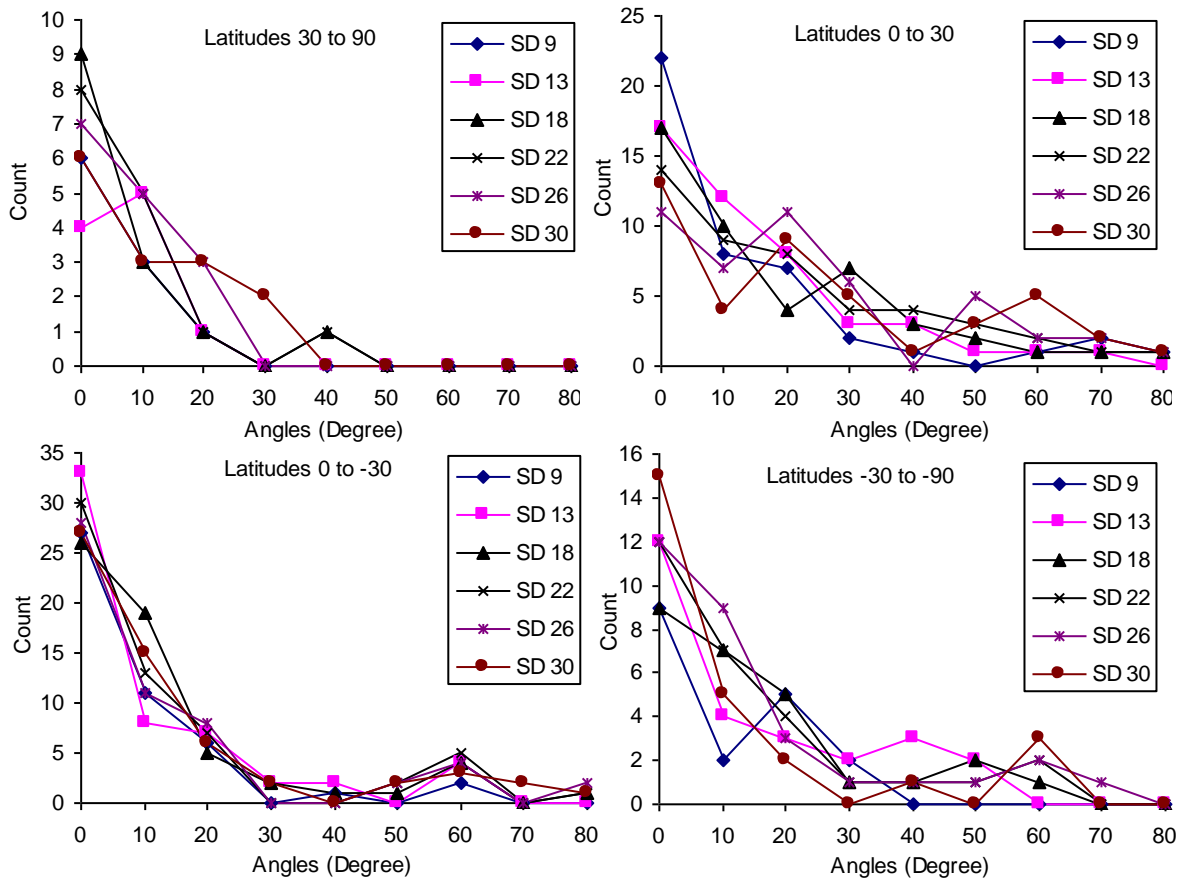 Latitudes 30 to 90
10
9
8
7
6
5
4
3
2
1
0
Count
0 10 20 30 40 50 60 70 80
Angles (Degree)
SD 9
SD 13
SD 18
SD 22
SD 26
SD 30
Latitudes 0 to 30
25
20
15
10
5
0
Count
0 10 20 30 40 50 60 70 80
Angles (Degree)
SD 9
SD 13
SD 18
SD 22
SD 26
SD 30
Latitudes 0 to -30
35
30
25
20
15
10
5
0
Count
0 10 20 30 40 50 60 70 80
Angles (Degree)
SD 9
SD 13
SD 18
SD 22
SD 26
SD 30
Latitudes -30 to -90
16
14
12
10
8
6
4
2
0
Count
0 10 20 30 40 50 60 70 80
Angles (Degree)
SD 9
SD 13
SD 18
SD 22
SD 26
SD 30